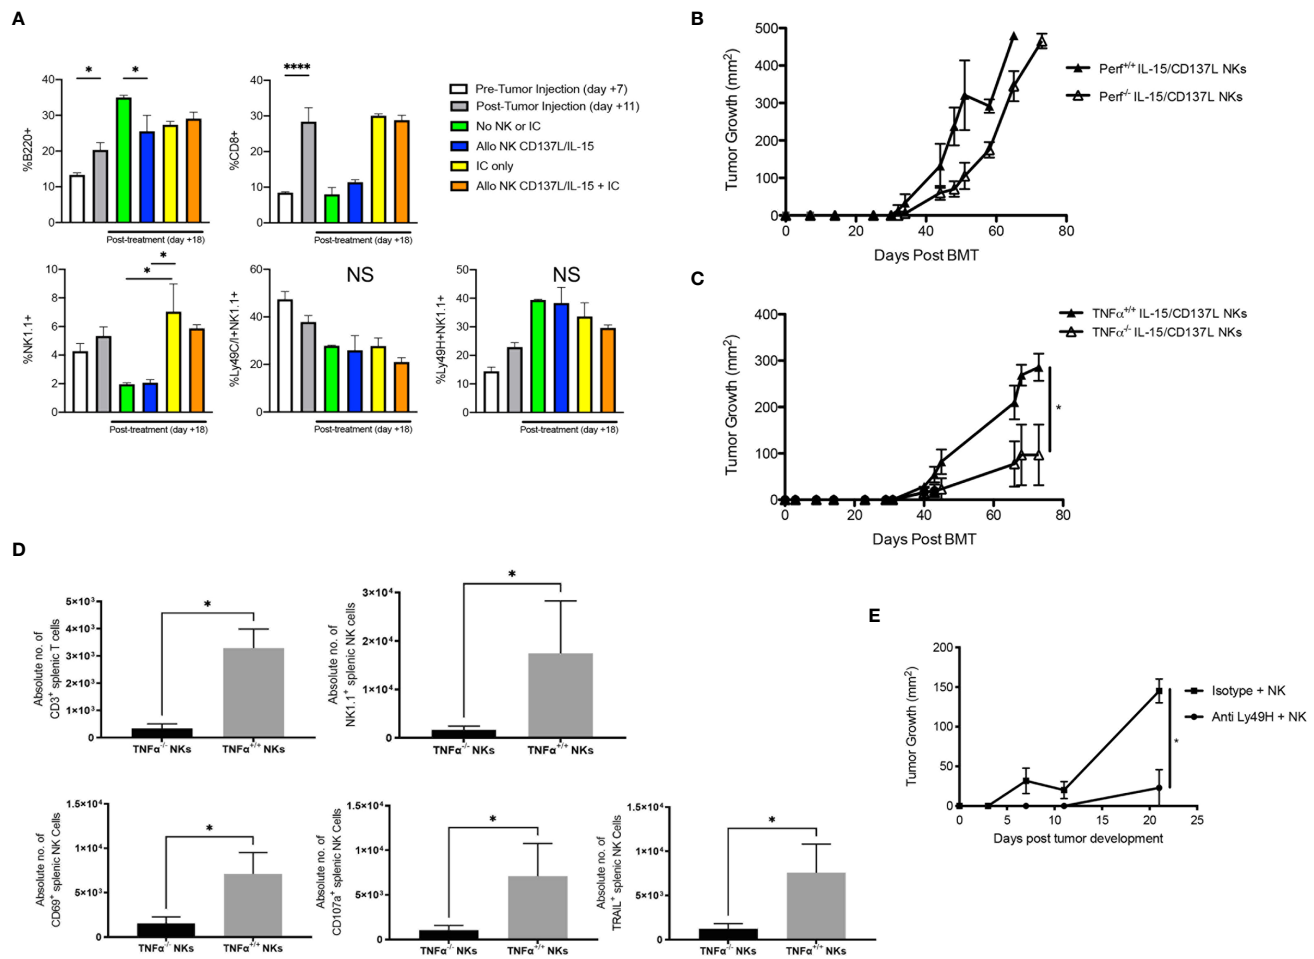 A
40
30
20
10
0
%B220+
*
*
Post-treatment (day +18)
40
30
20
10
0
%CD8+
****
Post-treatment (day +18)
Pre-Tumor Injection (day +7)
Post-Tumor Injection (day +11)
No NK or IC
Allo NK CD137L/IL-15
IC only
Allo NK CD137L/IL-15 + IC
10
8
6
4
2
0
%NK1.1+
*
*
Post-treatment (day +18)
60
40
20
0
%Ly49C/I+NK1.1+
NS
Post-treatment (day +18)
50
40
30
20
10
0
%Ly49H+NK1.1+
NS
Post-treatment (day +18)
B
500
400
300
200
100
0
Tumor Growth (mm²)
0 20 40 60 80
Days Post BMT
Perf+/+ IL-15/CD137L NKs
Perf-/- IL-15/CD137L NKs
C
400
300
200
100
0
Tumor Growth (mm²)
0 20 40 60 80
Days Post BMT
*
TNFα+/+ IL-15/CD137L NKs
TNFα-/- IL-15/CD137L NKs
D
5×10³
4×10³
3×10³
2×10³
1×10³
0
Absolute no. of
CD3+ splenic T cells
*
TNFα-/- NKs TNFα+/+ NKs
3×10⁴
2×10⁴
1×10⁴
0
Absolute no. of
NK1.1+ splenic NK cells
*
TNFα-/- NKs TNFα+/+ NKs
1.5×10⁴
1×10⁴
5×10³
0
Absolute no. of
CD69+ splenic NK Cells
*
TNFα-/- NKs TNFα+/+ NKs
1.5×10⁴
1×10⁴
5×10³
0
Absolute no. of
CD107a+ splenic NK Cells
*
TNFα-/- NKs TNFα+/+ NKs
1.5×10⁴
1×10⁴
5×10³
0
Absolute no. of
TRAIL+ splenic NK Cells
*
TNFα-/- NKs TNFα+/+ NKs
E
200
150
100
50
0
Tumor Growth (mm²)
0 5 10 15 20 25
Days post tumor development
*
Isotype + NK
Anti Ly49H + NK